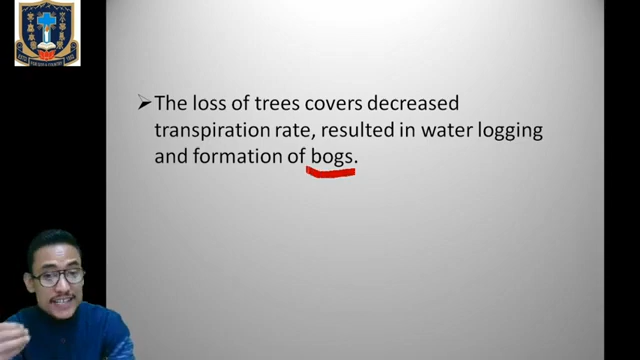 The loss of trees covers decreased
transpiration rate, resulted in water logging
and formation of bogs.